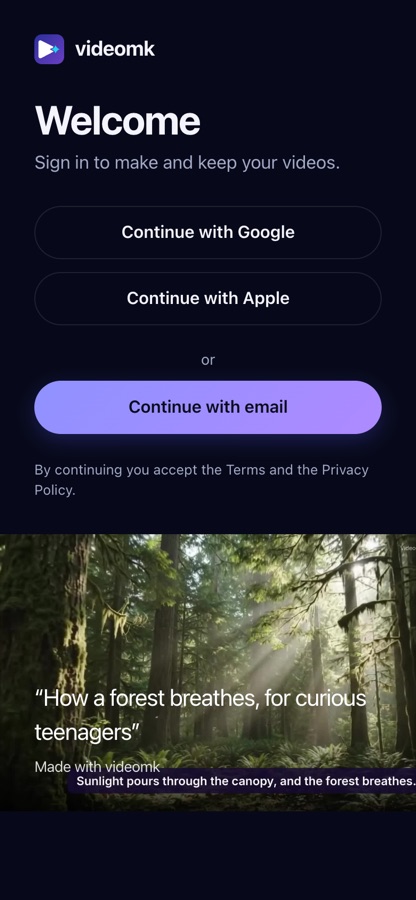 videomk
Welcome
Sign in to make and keep your videos.
Continue with Google
Continue with Apple
or
Continue with email
By continuing you accept the Terms and the Privacy
Policy.
“How a forest breathes, for curious
teenagers”
Made with videomk
Sunlight pours through the canopy, and the forest breathes.